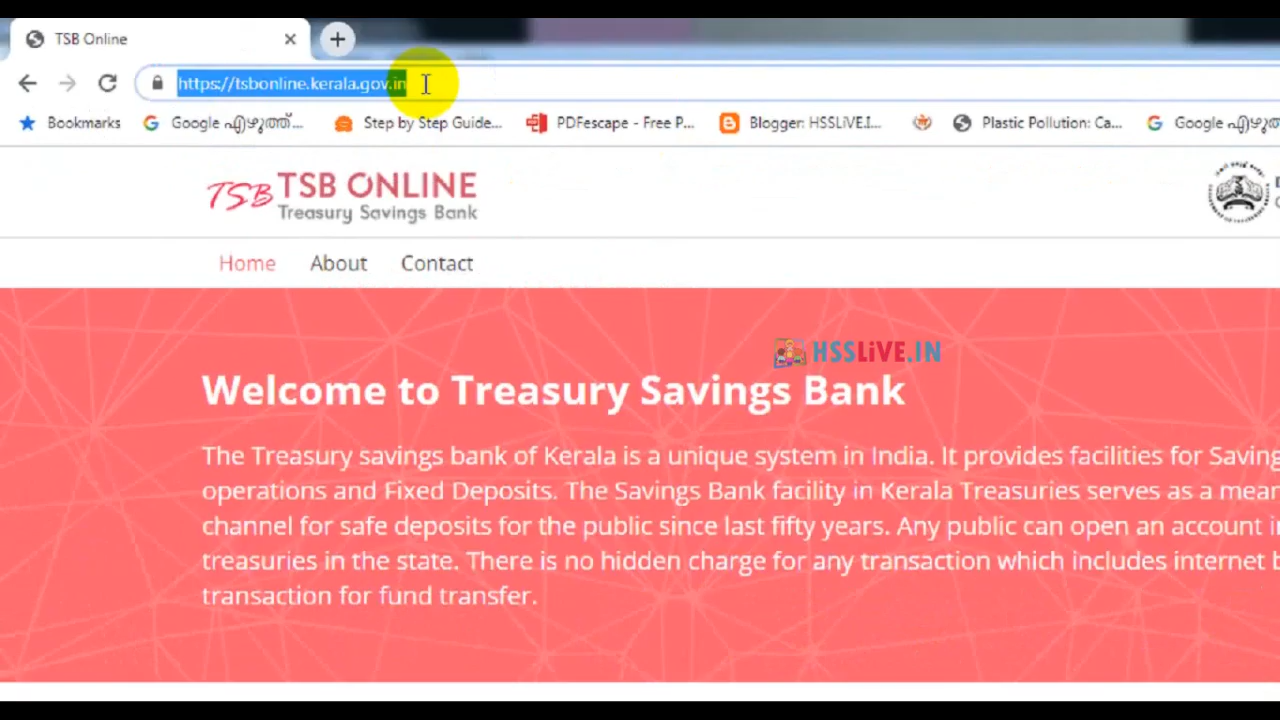 TSB Online
https://tsbonline.kerala.gov.in
Bookmarks Google എഴുത്ത്... Step by Step Guide... PDFescape - Free P... Blogger: HSSLiVE.I... Plastic Pollution: Ca... Google എഴു
TSB TSB ONLINE
Treasury Savings Bank
Home About Contact
HSSLiVE.IN
Welcome to Treasury Savings Bank
The Treasury savings bank of Kerala is a unique system in India. It provides facilities for Saving
operations and Fixed Deposits. The Savings Bank facility in Kerala Treasuries serves as a mean
channel for safe deposits for the public since last fifty years. Any public can open an account i
treasuries in the state. There is no hidden charge for any transaction which includes internet b
transaction for fund transfer.